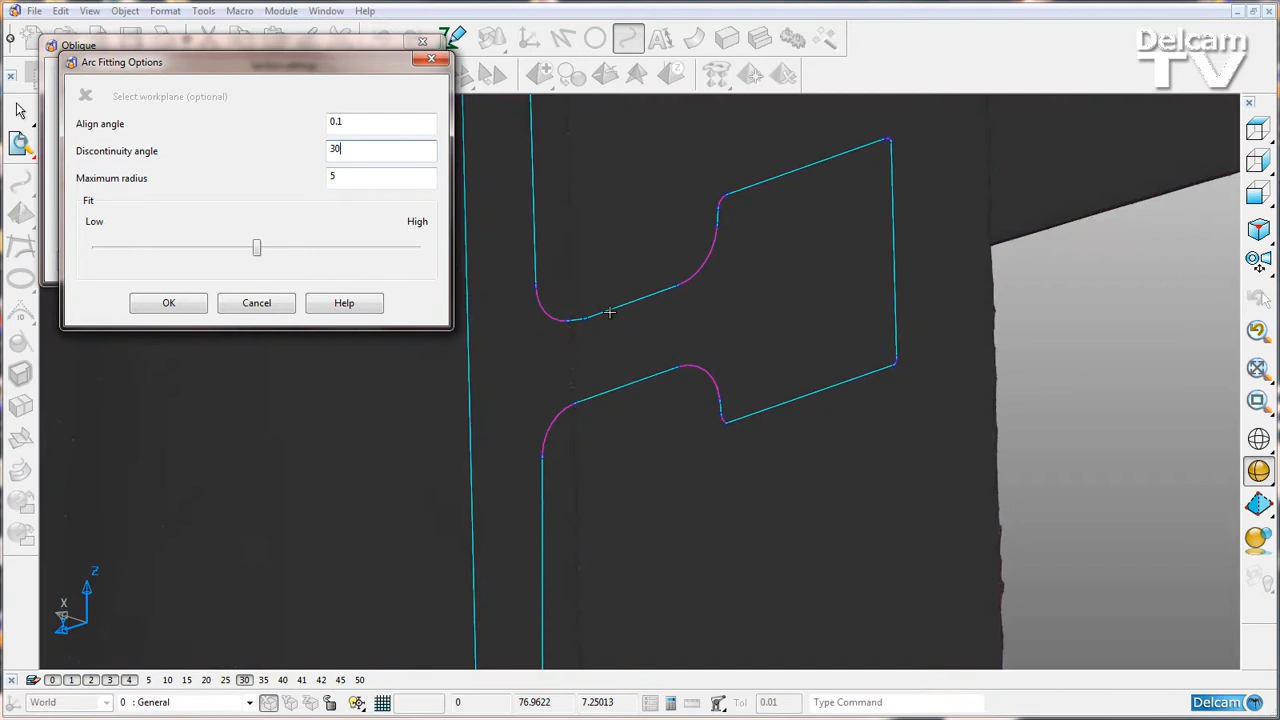 File Edit View Object Format Tools Macro Module Window Help
Delcam
TV
Oblique
Arc Fitting Options
Select workplane (optional)
Align angle 0.1
Discontinuity angle 30
Maximum radius 5
Fit
Low High
OK Cancel Help
Z
X
0 1 2 3 4 5 10 15 20 25 30 35 40 41 42 45 50
World 0 : General 0 76.9622 7.25013 Tol 0.01 Type Command Delcam